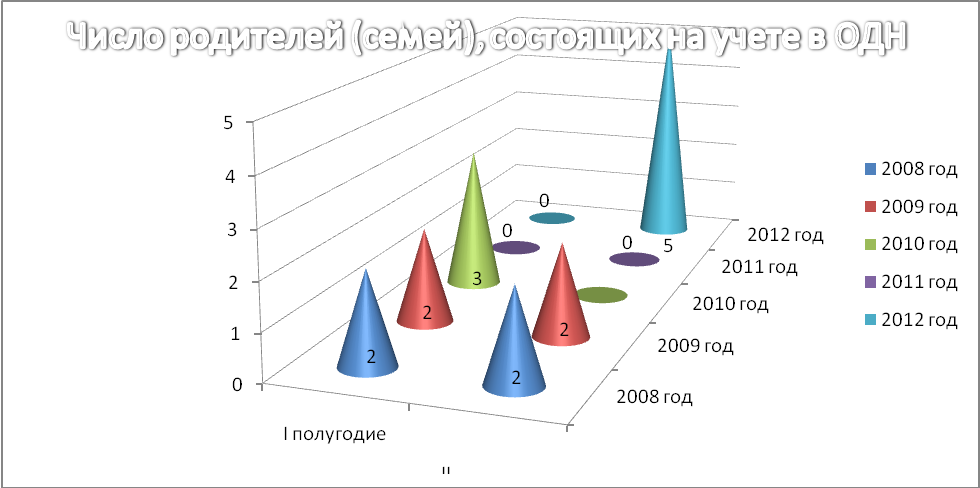 Число родителей (семей), состоящих на учете в ОДН
5
4
3
2
1
0
2
2
3
0
0
2
2
0
5
I полугодие
2008 год
2009 год
2010 год
2011 год
2012 год
2008 год
2009 год
2010 год
2011 год
2012 год